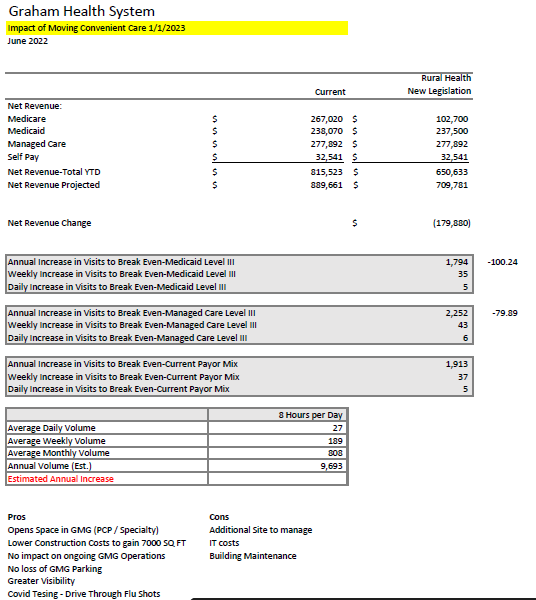 Graham Health System
Impact of Moving Convenient Care 1/1/2023
June 2022
Rural Health
Current New Legislation
Net Revenue:
Medicare $ 267,020 $ 102,700
Medicaid $ 238,070 $ 237,500
Managed Care $ 277,892 $ 277,892
Self Pay $ 32,541 $ 32,541
Net Revenue-Total YTD $ 815,523 $ 650,633
Net Revenue Projected $ 889,661 $ 709,781
Net Revenue Change $ (179,880)
Annual Increase in Visits to Break Even-Medicaid Level III 1,794 -100.24
Weekly Increase in Visits to Break Even-Medicaid Level III 35
Daily Increase in Visits to Break Even-Medicaid Level III 5
Annual Increase in Visits to Break Even-Managed Care Level III 2,252 -79.89
Weekly Increase in Visits to Break Even-Managed Care Level III 43
Daily Increase in Visits to Break Even-Managed Care Level III 6
Annual Increase in Visits to Break Even-Current Payor Mix 1,913
Weekly Increase in Visits to Break Even-Current Payor Mix 37
Daily Increase in Visits to Break Even-Current Payor Mix 5
8 Hours per Day
Average Daily Volume 27
Average Weekly Volume 189
Average Monthly Volume 808
Annual Volume (Est.) 9,693
Estimated Annual Increase
Pros Cons
Opens Space in GMG (PCP / Specialty) Additional Site to manage
Lower Construction Costs to gain 7000 SQ FT IT costs
No impact on ongoing GMG Operations Building Maintenance
No loss of GMG Parking
Greater Visibility
Covid Tesing - Drive Through Flu Shots